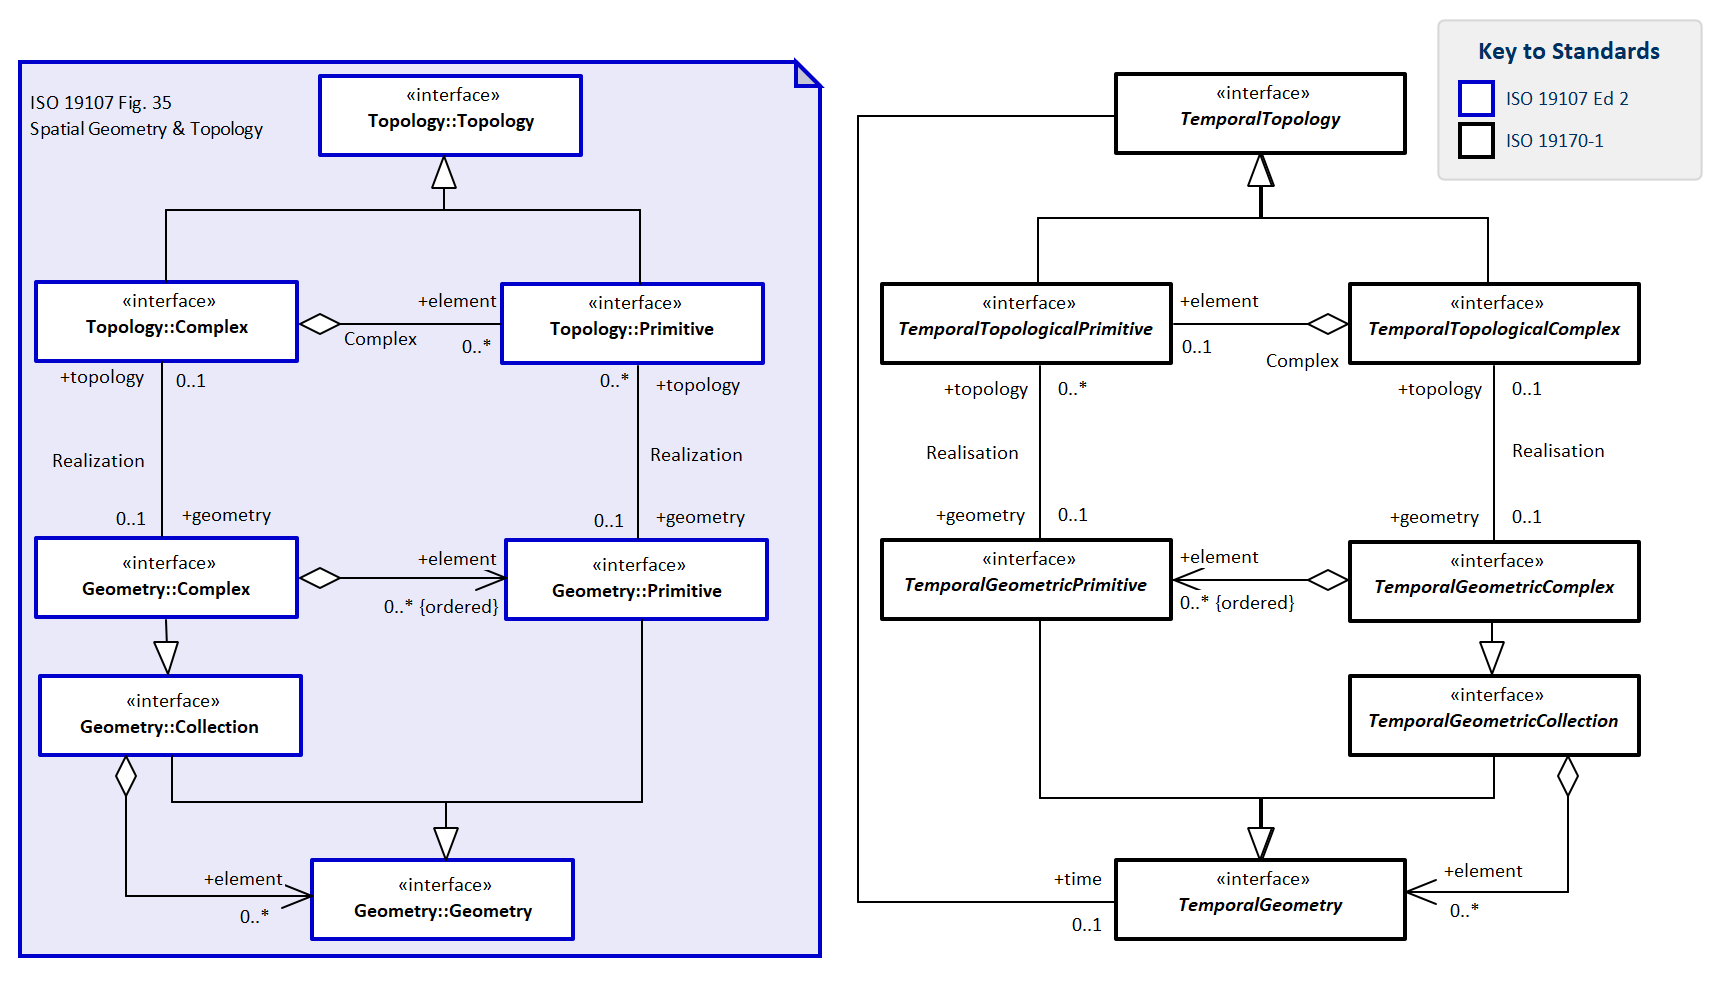 Key to Standards
ISO 19107 Ed 2
ISO 19170-1
ISO 19107 Fig. 35
Spatial Geometry & Topology
«interface»
Topology::Topology
«interface»
Topology::Complex
+element
Complex
0..*
«interface»
Topology::Primitive
+topology
0..1
0..*
+topology
Realization
Realization
0..1
+geometry
0..1
+geometry
«interface»
Geometry::Complex
+element
0..* {ordered}
«interface»
Geometry::Primitive
«interface»
Geometry::Collection
+element
0..*
«interface»
Geometry::Geometry
«interface»
TemporalTopology
«interface»
TemporalTopologicalPrimitive
+element
0..1
Complex
«interface»
TemporalTopologicalComplex
+topology
0..*
+topology
0..1
Realisation
Realisation
+geometry
0..1
+geometry
0..1
«interface»
TemporalGeometricPrimitive
+element
0..* {ordered}
«interface»
TemporalGeometricComplex
«interface»
TemporalGeometricCollection
+time
0..1
«interface»
TemporalGeometry
+element
0..*